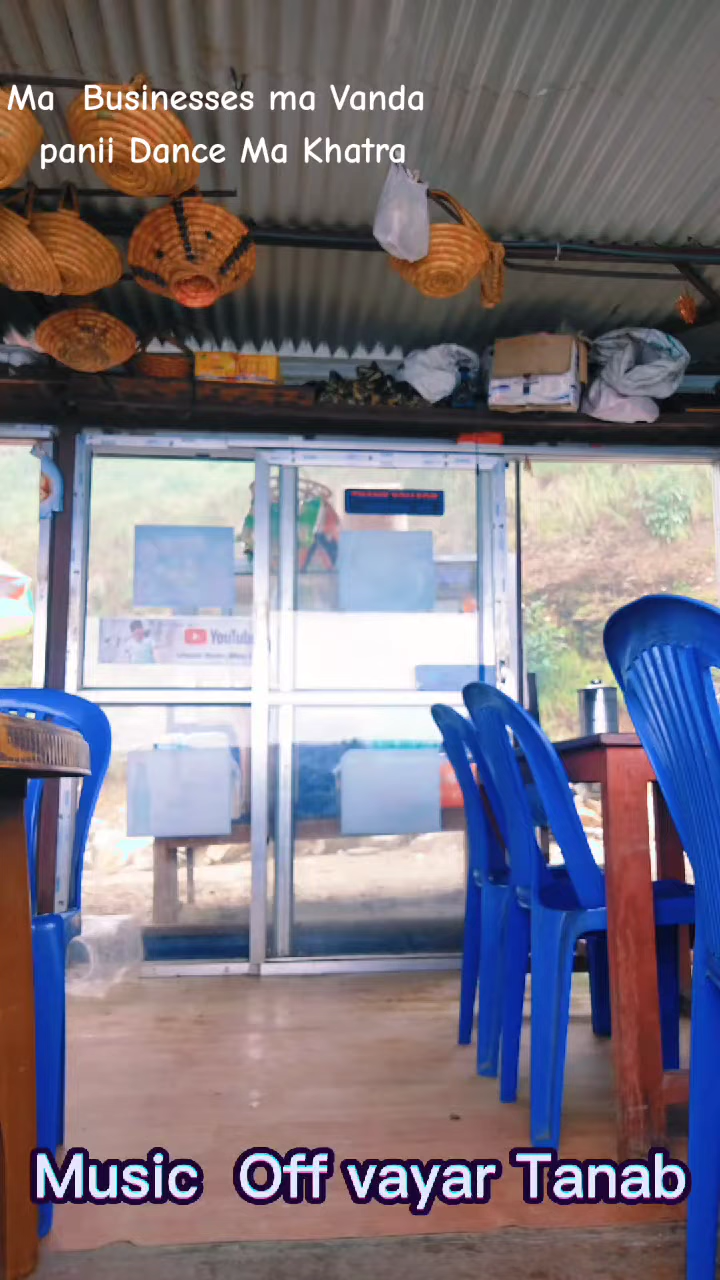 Ma Businesses ma Vanda
panii Dance Ma Khatra
YouTube
Music Off vayar Tanab